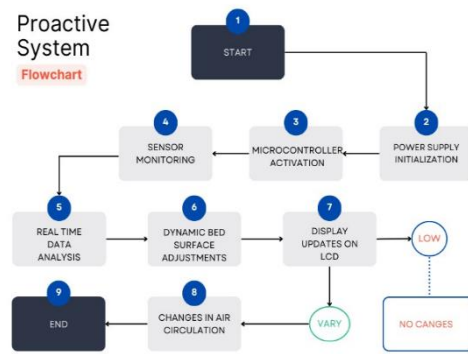 Proactive
System
Flowchart
1
START
2
POWER SUPPLY
INITIALIZATION
3
MICROCONTROLLER
ACTIVATION
4
SENSOR
MONITORING
5
REAL TIME
DATA
ANALYSIS
6
DYNAMIC BED
SURFACE
ADJUSTMENTS
7
DISPLAY
UPDATES ON
LCD
LOW
NO CANGES
VARY
8
CHANGES IN AIR
CIRCULATION
9
END